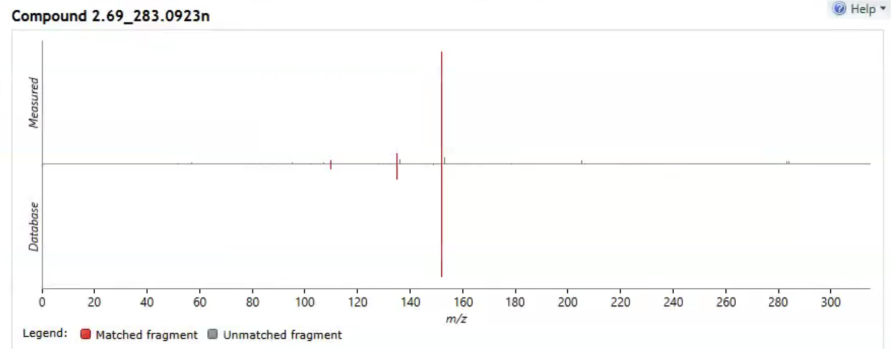 Compound 2.69_283.0923n
Help
Measured
Database
0 20 40 60 80 100 120 140 160 180 200 220 240 260 280 300
m/z
Legend: Matched fragment Unmatched fragment